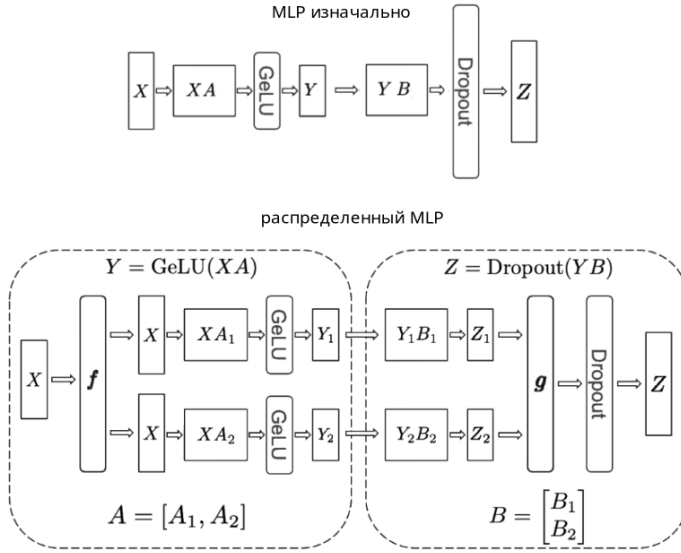 MLP изначально
X XA GeLU Y Y B Dropout Z
распределенный MLP
Y = GeLU(XA) Z = Dropout(YB)
X XA₁ GeLU Y₁ Y₁B₁ Z₁
X f g Dropout Z
X XA₂ GeLU Y₂ Y₂B₂ Z₂
A = [A₁, A₂] B = [B₁
B₂]